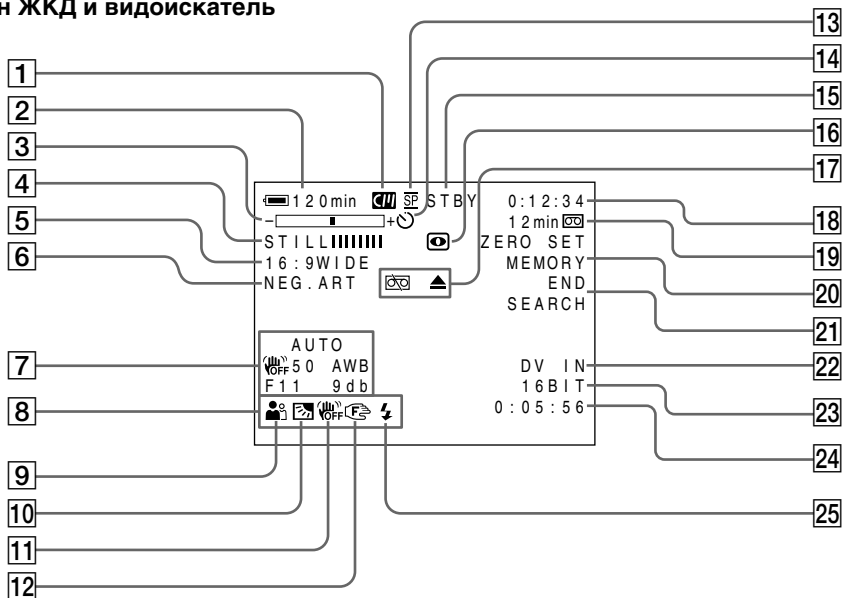 н ЖКД и видоискатель
13
14
1
15
2
16
3
17
4
120min SP STBY 0:12:34
18
5
- + 12min
19
STILL ZERO SET
6
16:9WIDE MEMORY
20
NEG.ART END
SEARCH
21
AUTO
7
OFF 50 AWB DV IN
22
F11 9db 16BIT
23
8
OFF F 0:05:56
24
9
10
25
11
12